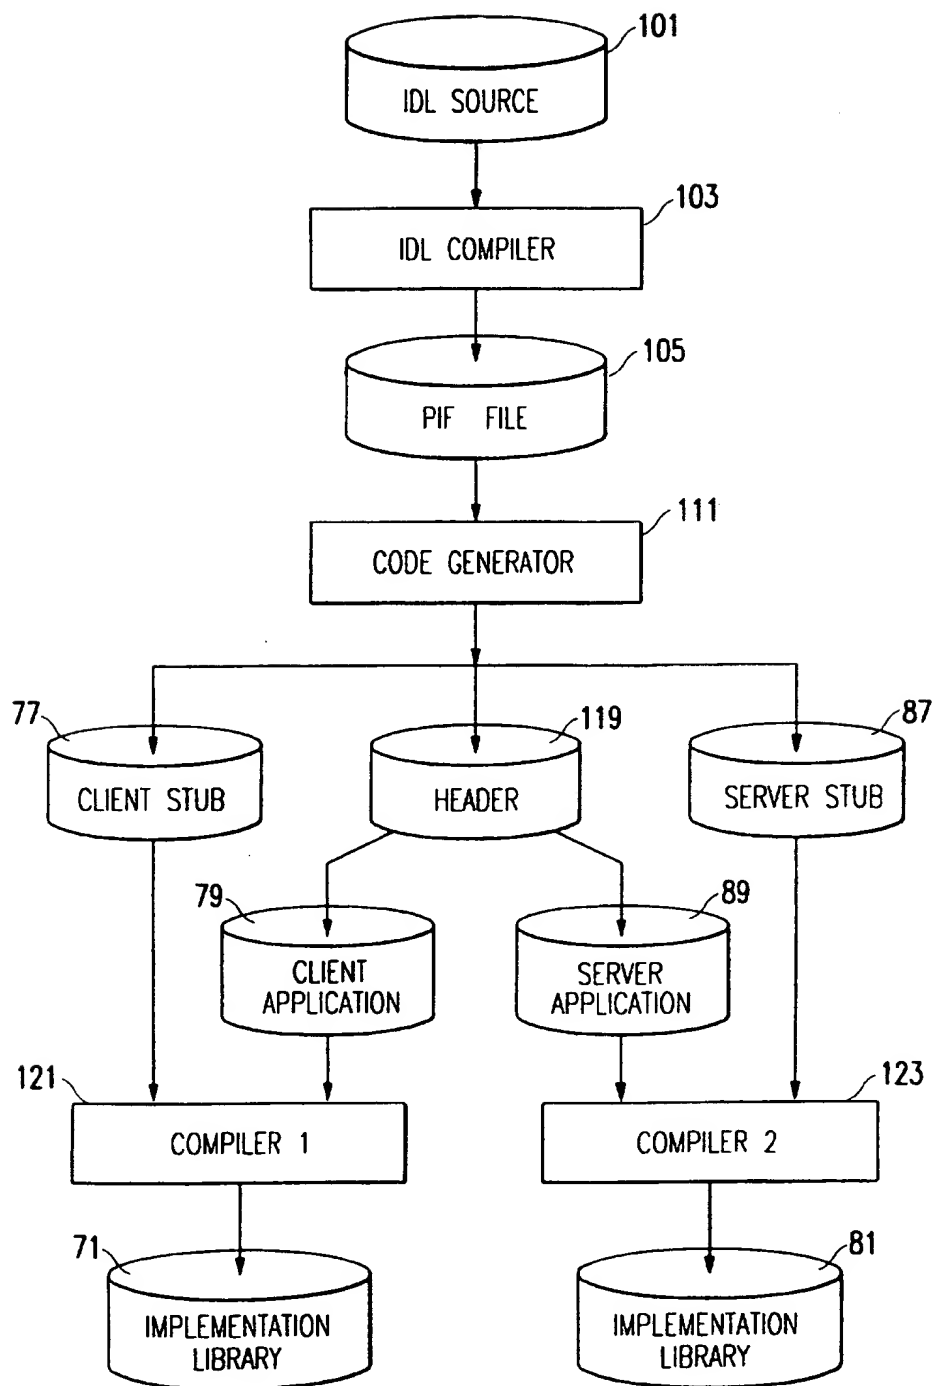 101
IDL SOURCE
103
IDL COMPILER
105
PIF FILE
111
CODE GENERATOR
77
119
87
CLIENT STUB
HEADER
SERVER STUB
79
89
CLIENT
APPLICATION
SERVER
APPLICATION
121
123
COMPILER 1
COMPILER 2
71
81
IMPLEMENTATION
LIBRARY
IMPLEMENTATION
LIBRARY